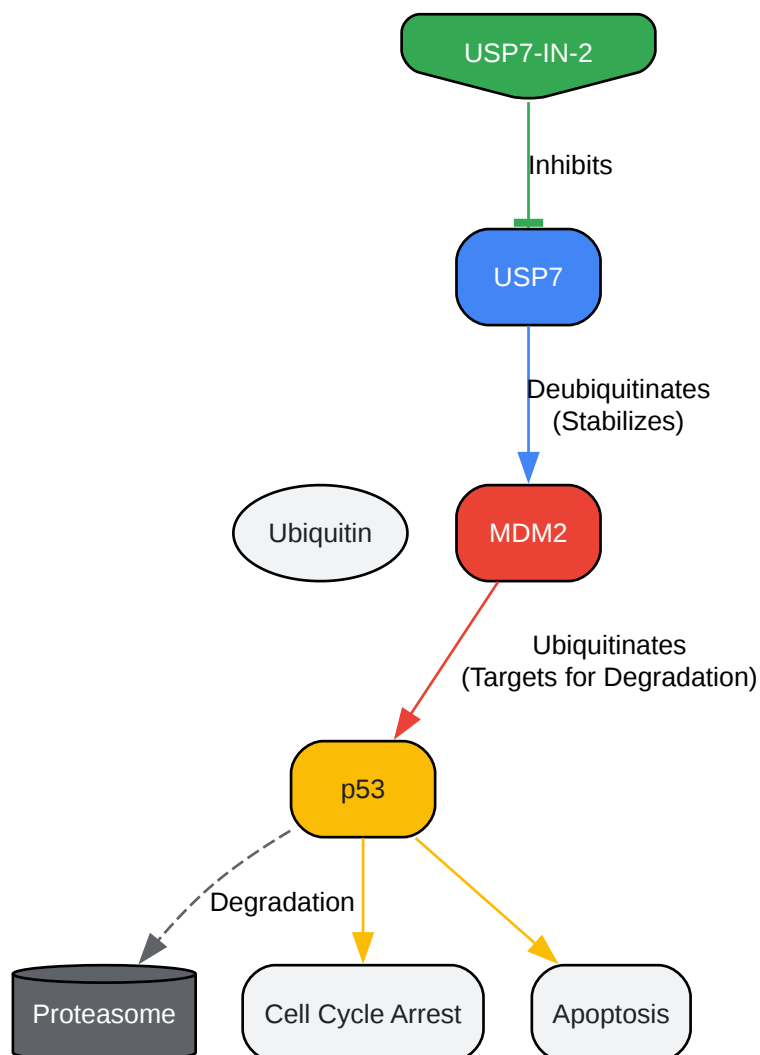 USP7-IN-2
Inhibits
USP7
Deubiquitinates
(Stabilizes)
Ubiquitin
MDM2
Ubiquitinates
(Targets for Degradation)
p53
Degradation
Proteasome
Cell Cycle Arrest
Apoptosis